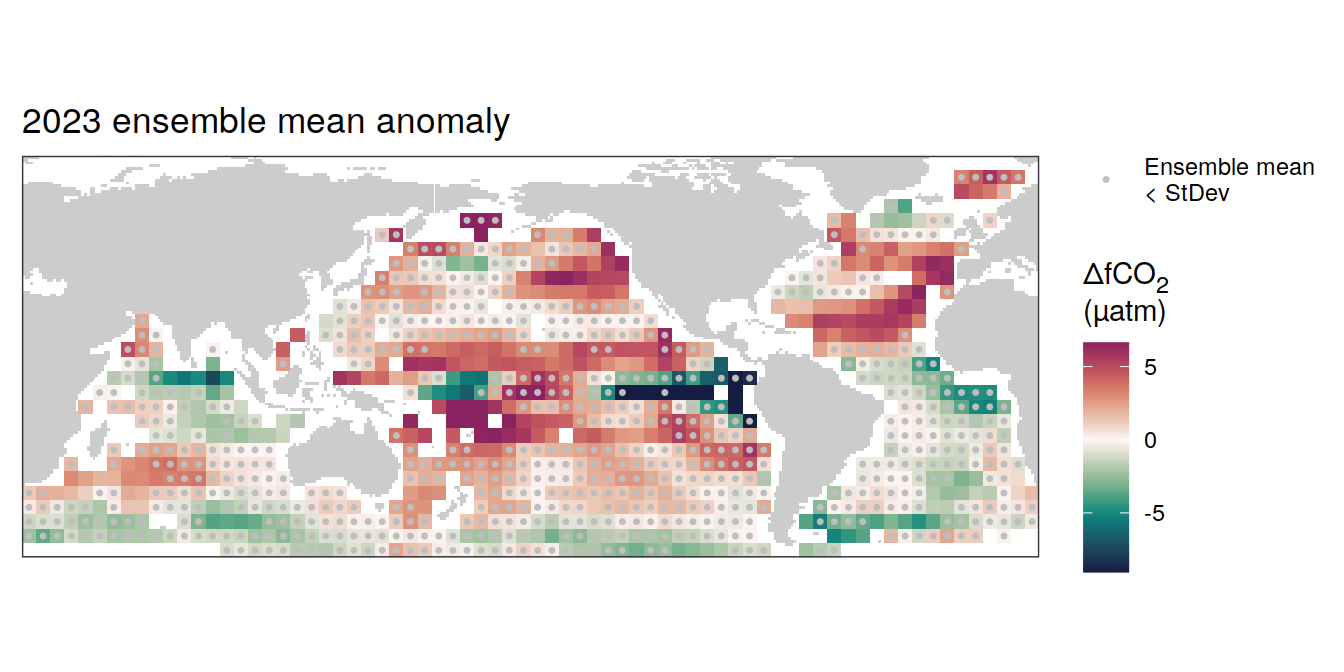 2023 ensemble mean anomaly
Ensemble mean
< StDev
ΔfCO₂
(µatm)
5
0
-5